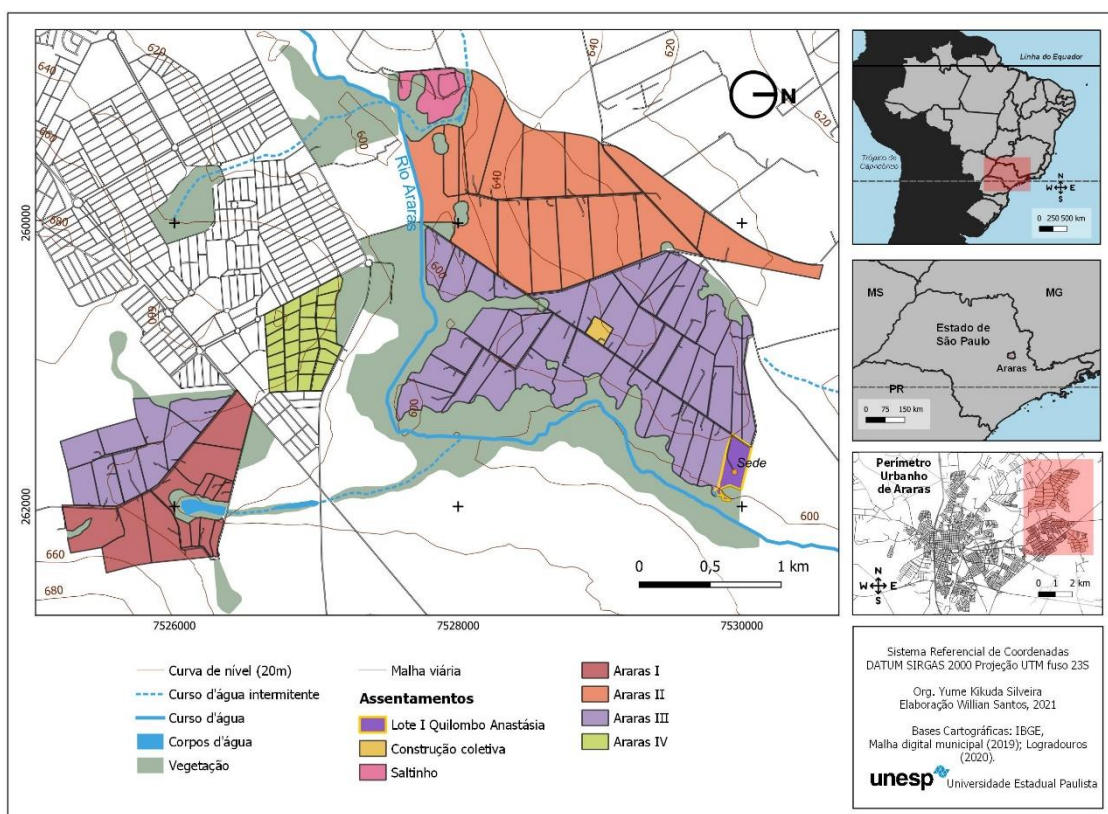 620
640
660
680
660
600
640
640
620
N
Rio Araras
600
600
Sede
600
660
680
260000
262000
7526000
7528000
7530000
0 0,5 1 km
Linha do Equador
Trópico de
Capricórnio
N
W E
S
0 250 500 km
MS
MG
Estado de
São Paulo
Araras
PR
0 75 150 km
Perímetro
Urbanho
de Araras
N
W E
S
0 1 2 km
Curva de nível (20m)
Curso d'água intermitente
Curso d'água
Corpos d'água
Vegetação
Malha viária
Assentamentos
Lote I Quilombo Anastásia
Construção coletiva
Saltinho
Araras I
Araras II
Araras III
Araras IV
Sistema Referencial de Coordenadas
DATUM SIRGAS 2000 Projeção UTM fuso 23S
Org. Yume Kikuda Silveira
Elaboração Willian Santos, 2021
Bases Cartográficas: IBGE,
Malha digital municipal (2019); Logradouros
(2020).
unesp Universidade Estadual Paulista